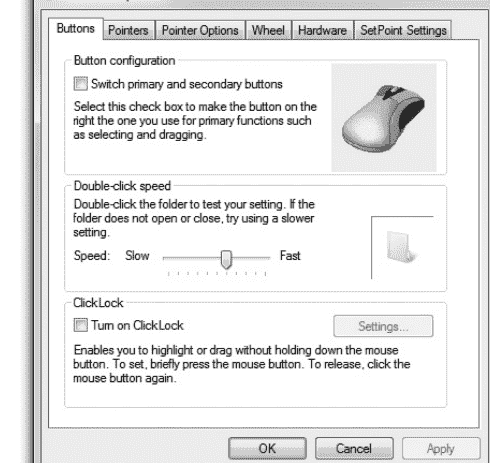 Buttons Pointers Pointer Options Wheel Hardware SetPoint Settings
Button configuration
Switch primary and secondary buttons
Select this check box to make the button on the
right the one you use for primary functions such
as selecting and dragging.
Double-click speed
Double-click the folder to test your setting. If the
folder does not open or close, try using a slower
setting.
Speed: Slow Fast
ClickLock
Turn on ClickLock Settings...
Enables you to highlight or drag without holding down the mouse
button. To set, briefly press the mouse button. To release, click the
mouse button again.
OK Cancel Apply